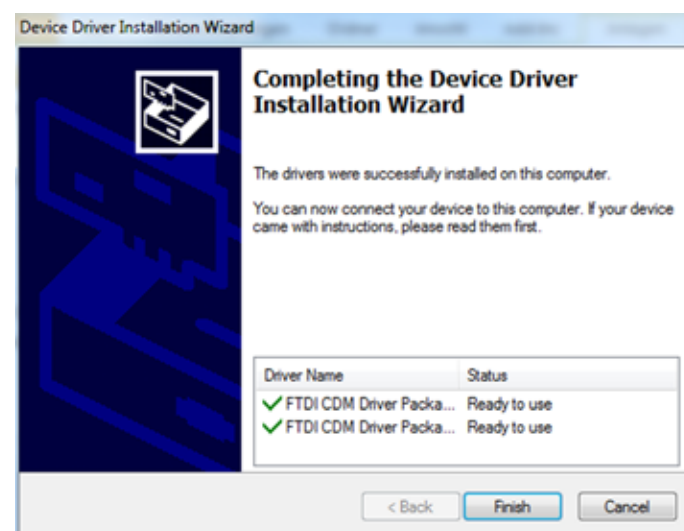 Device Driver Installation Wizard
Completing the Device Driver
Installation Wizard
The drivers were successfully installed on this computer.
You can now connect your device to this computer. If your device
came with instructions, please read them first.
Driver Name Status
FTDI CDM Driver Packa... Ready to use
FTDI CDM Driver Packa... Ready to use
< Back Finish Cancel